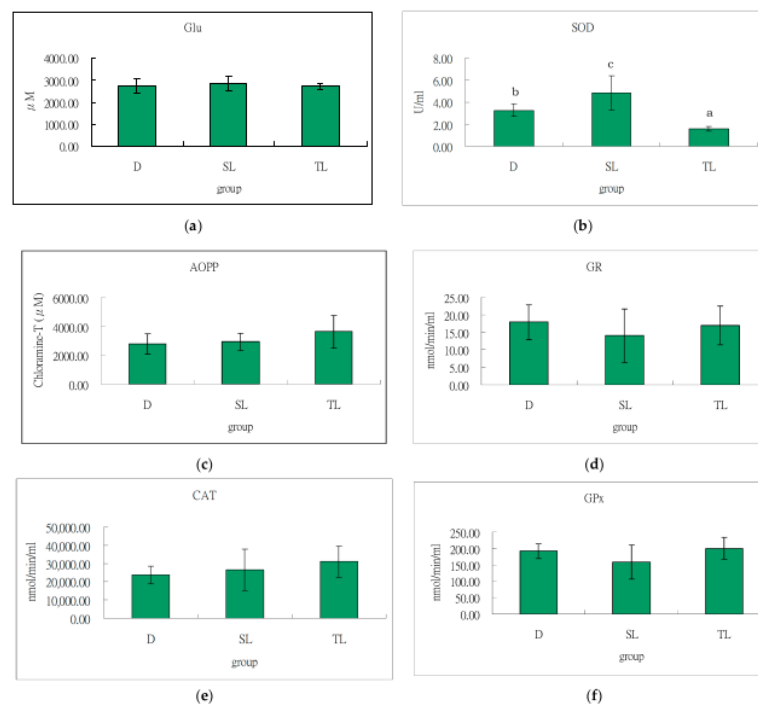 Glu
4000.00
3000.00
2000.00
1000.00
0.00
μM
D SL TL
group
(a)
SOD
8.00
6.00
4.00
2.00
0.00
U/ml
b c a
D SL TL
group
(b)
AOPP
6000.00
4000.00
2000.00
0.00
Chloramine-T (μM)
D SL TL
group
(c)
GR
25.00
20.00
15.00
10.00
5.00
0.00
nmol/min/ml
D SL TL
group
(d)
CAT
50,000.00
40,000.00
30,000.00
20,000.00
10,000.00
0.00
nmol/min/ml
D SL TL
group
(e)
GPx
250.00
200.00
150.00
100.00
50.00
0.00
nmol/min/ml
D SL TL
group
(f)